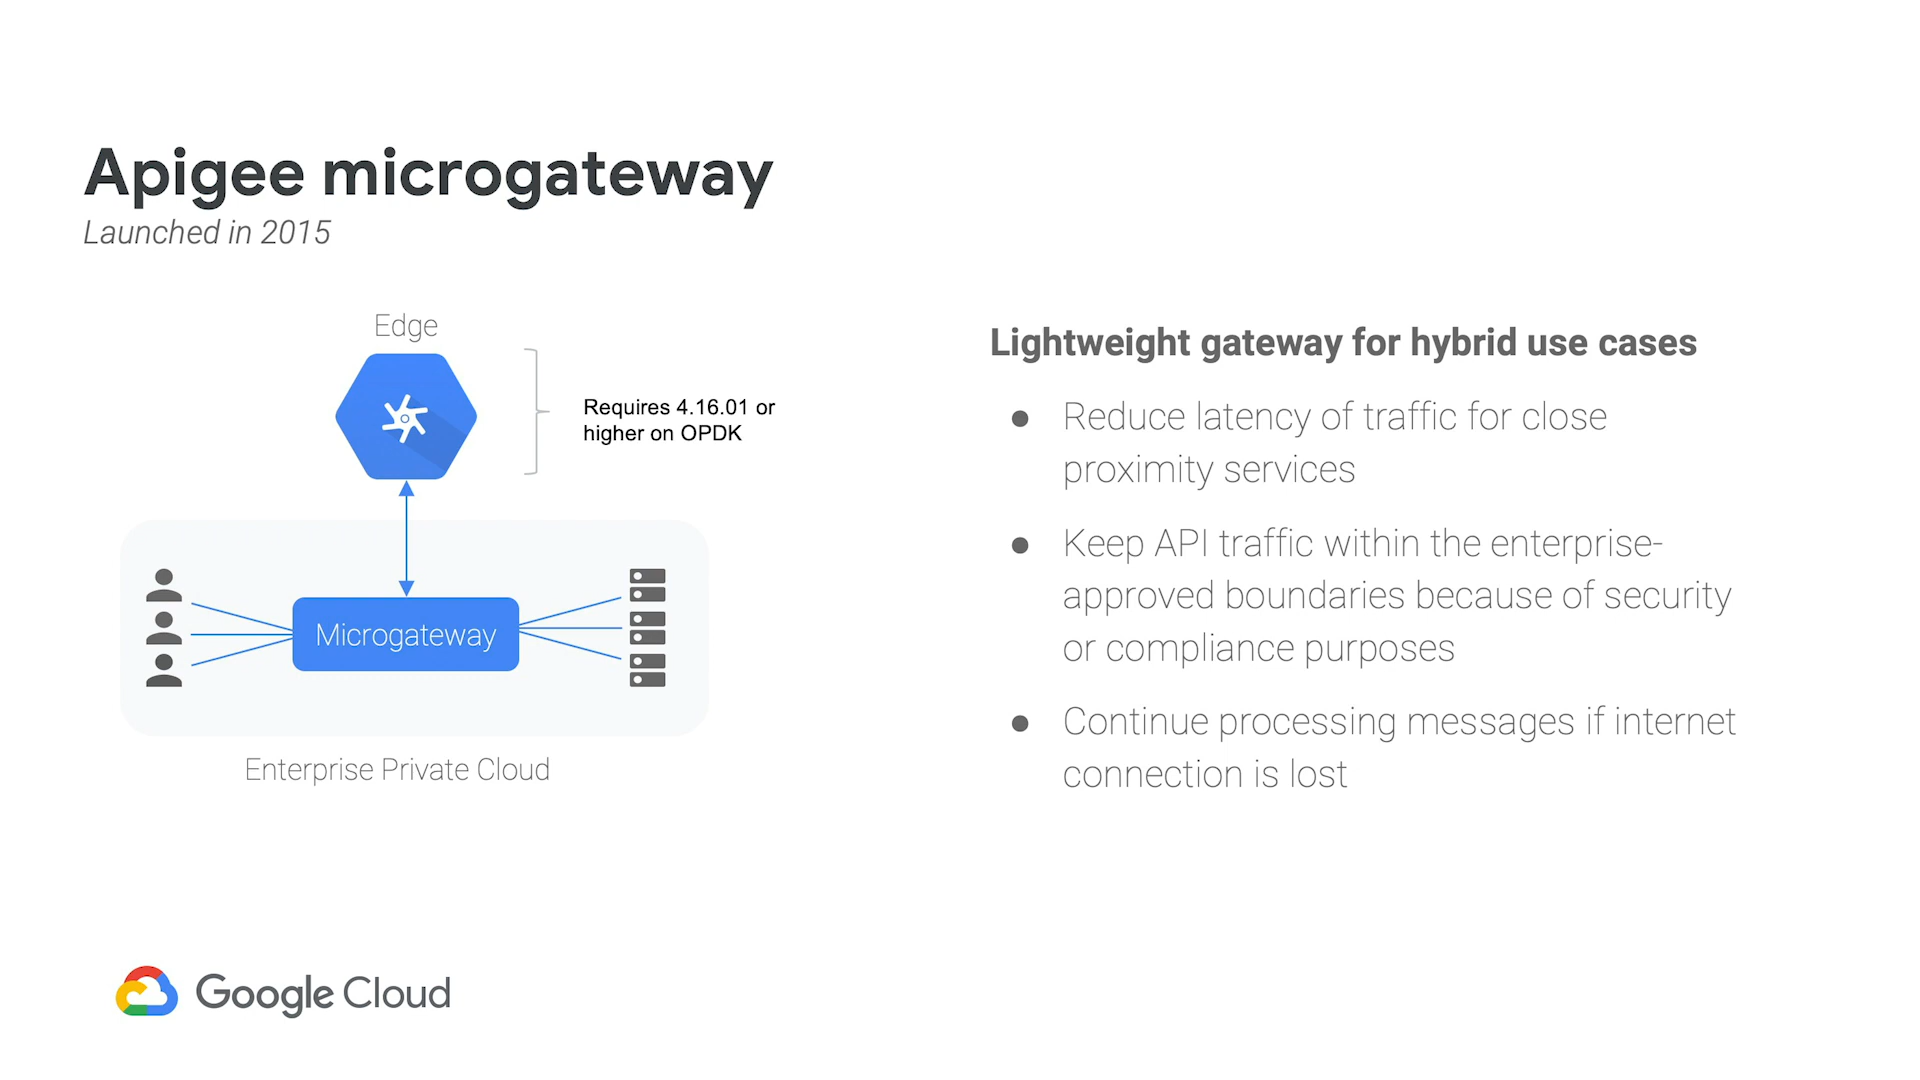 Apigee microgateway
Launched in 2015
Edge
Requires 4.16.01 or
higher on OPDK
Microgateway
Enterprise Private Cloud
Lightweight gateway for hybrid use cases
● Reduce latency of traffic for close
proximity services
● Keep API traffic within the enterprise-
approved boundaries because of security
or compliance purposes
● Continue processing messages if internet
connection is lost
Google Cloud